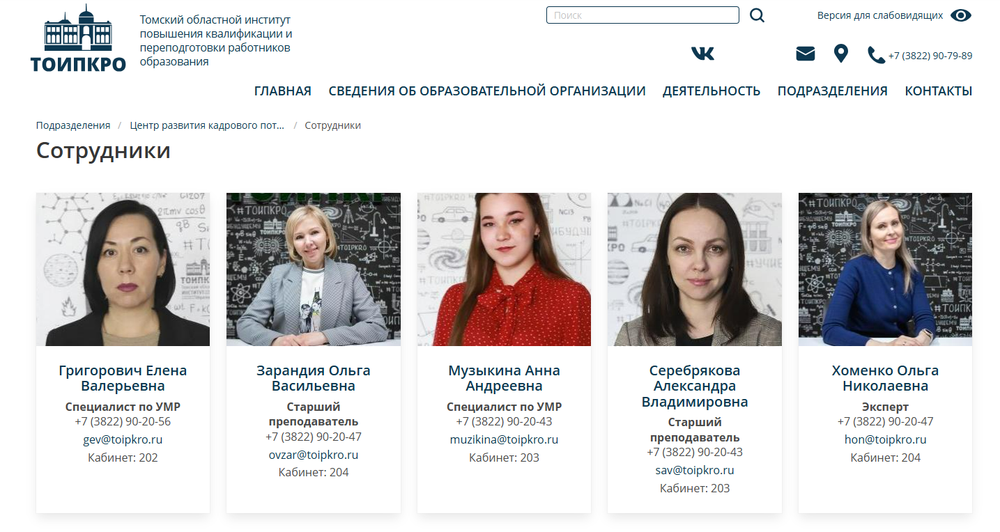 Томский областной институт
повышения квалификации и
переподготовки работников
образования
ТОИПКРО
Поиск
Версия для слабовидящих
+7 (3822) 90-79-89
ГЛАВНАЯ СВЕДЕНИЯ ОБ ОБРАЗОВАТЕЛЬНОЙ ОРГАНИЗАЦИИ ДЕЯТЕЛЬНОСТЬ ПОДРАЗДЕЛЕНИЯ КОНТАКТЫ
Подразделения / Центр развития кадрового пот... / Сотрудники
Сотрудники
Григорович Елена
Валерьевна
Специалист по УМР
+7 (3822) 90-20-56
gev@toipkro.ru
Кабинет: 202
Зарандия Ольга
Васильевна
Старший
преподаватель
+7 (3822) 90-20-47
ovzar@toipkro.ru
Кабинет: 204
Музыкина Анна
Андреевна
Специалист по УМР
+7 (3822) 90-20-43
muzikina@toipkro.ru
Кабинет: 203
Серебрякова
Александра
Владимировна
Старший
преподаватель
+7 (3822) 90-20-43
sav@toipkro.ru
Кабинет: 203
Хоменко Ольга
Николаевна
Эксперт
+7 (3822) 90-20-47
hon@toipkro.ru
Кабинет: 204